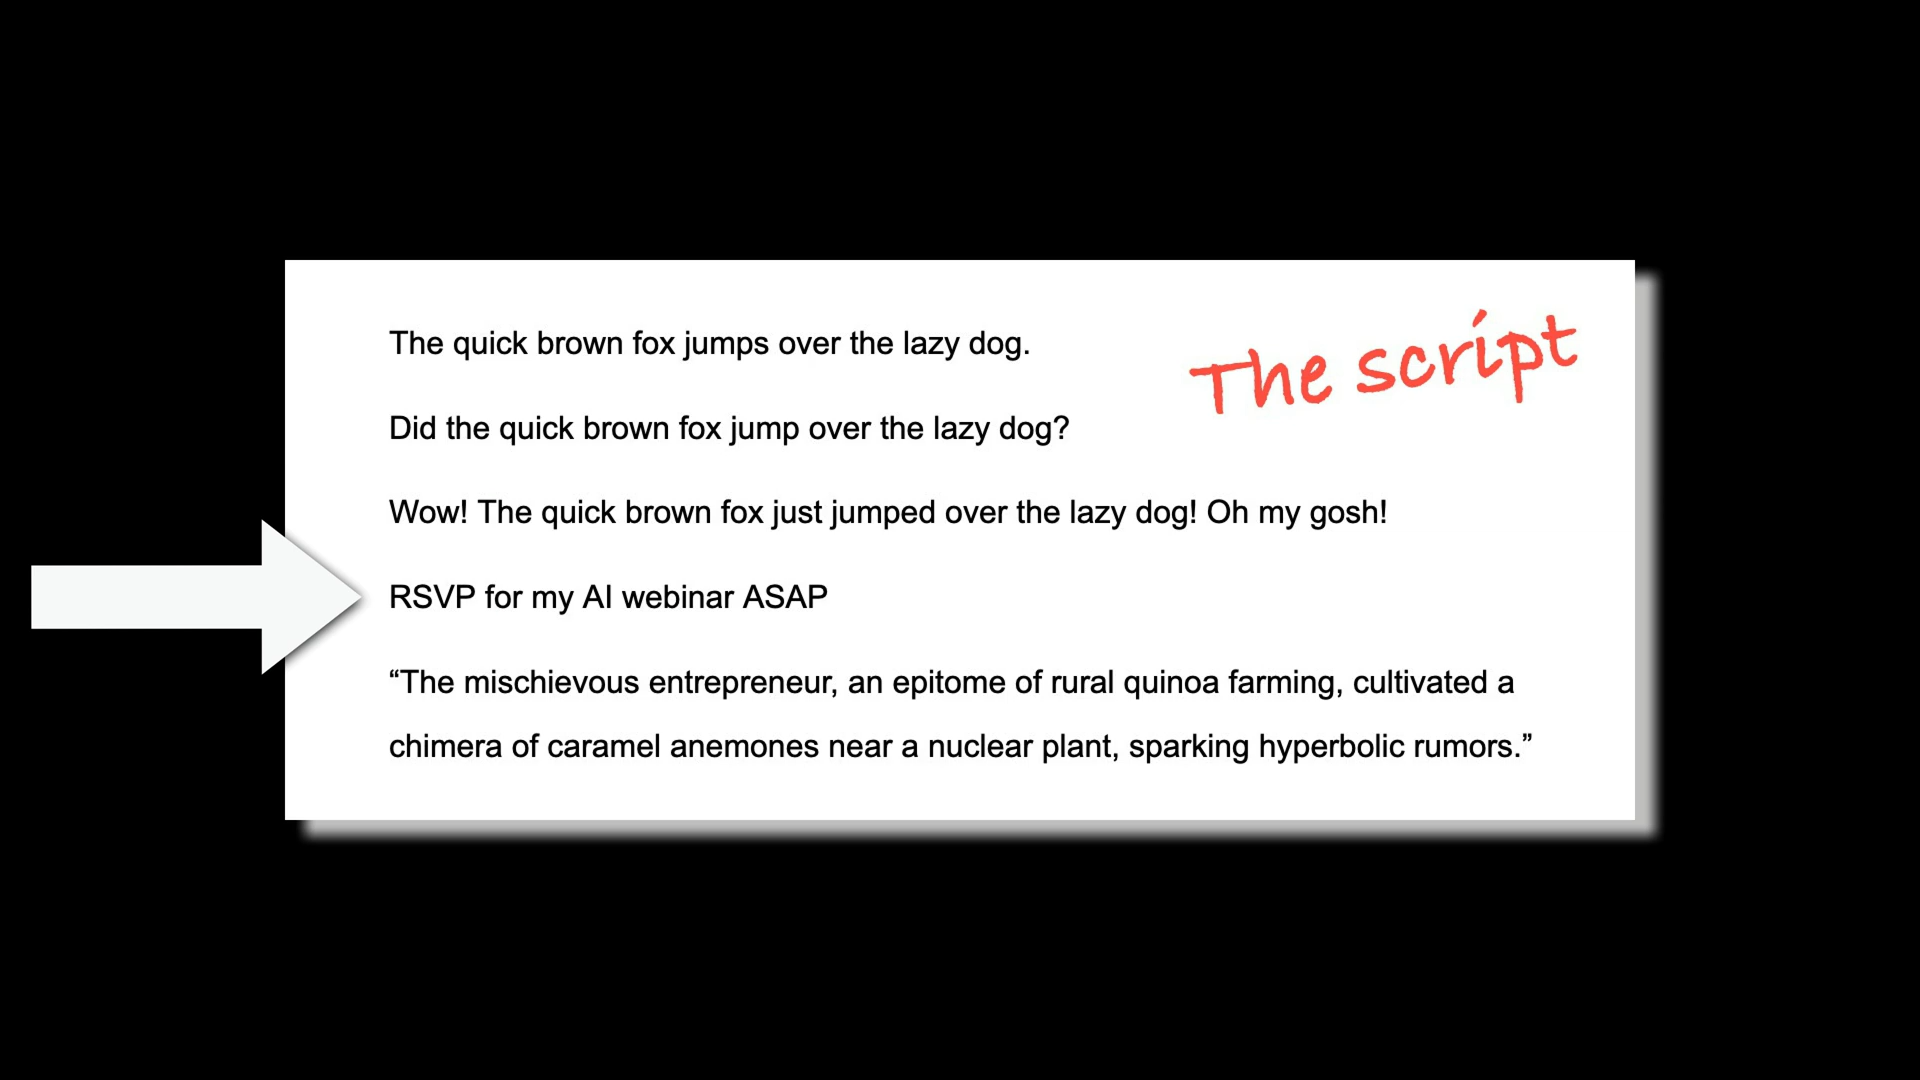 The script
The quick brown fox jumps over the lazy dog.
Did the quick brown fox jump over the lazy dog?
Wow! The quick brown fox just jumped over the lazy dog! Oh my gosh!
RSVP for my AI webinar ASAP
“The mischievous entrepreneur, an epitome of rural quinoa farming, cultivated a
chimera of caramel anemones near a nuclear plant, sparking hyperbolic rumors.”